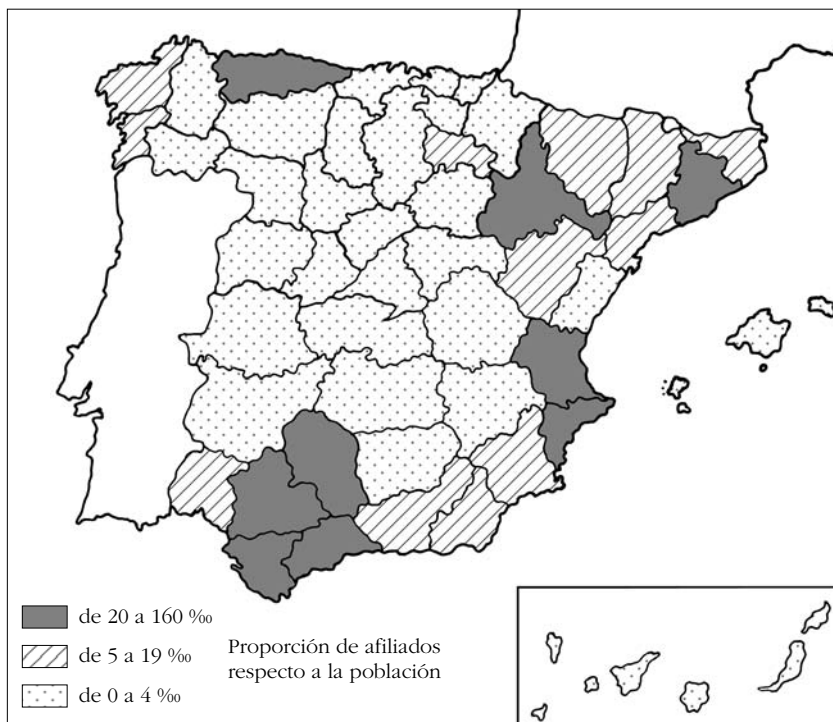 de 20 a 160 ‰
de 5 a 19 ‰
de 0 a 4 ‰
Proporción de afiliados
respecto a la población